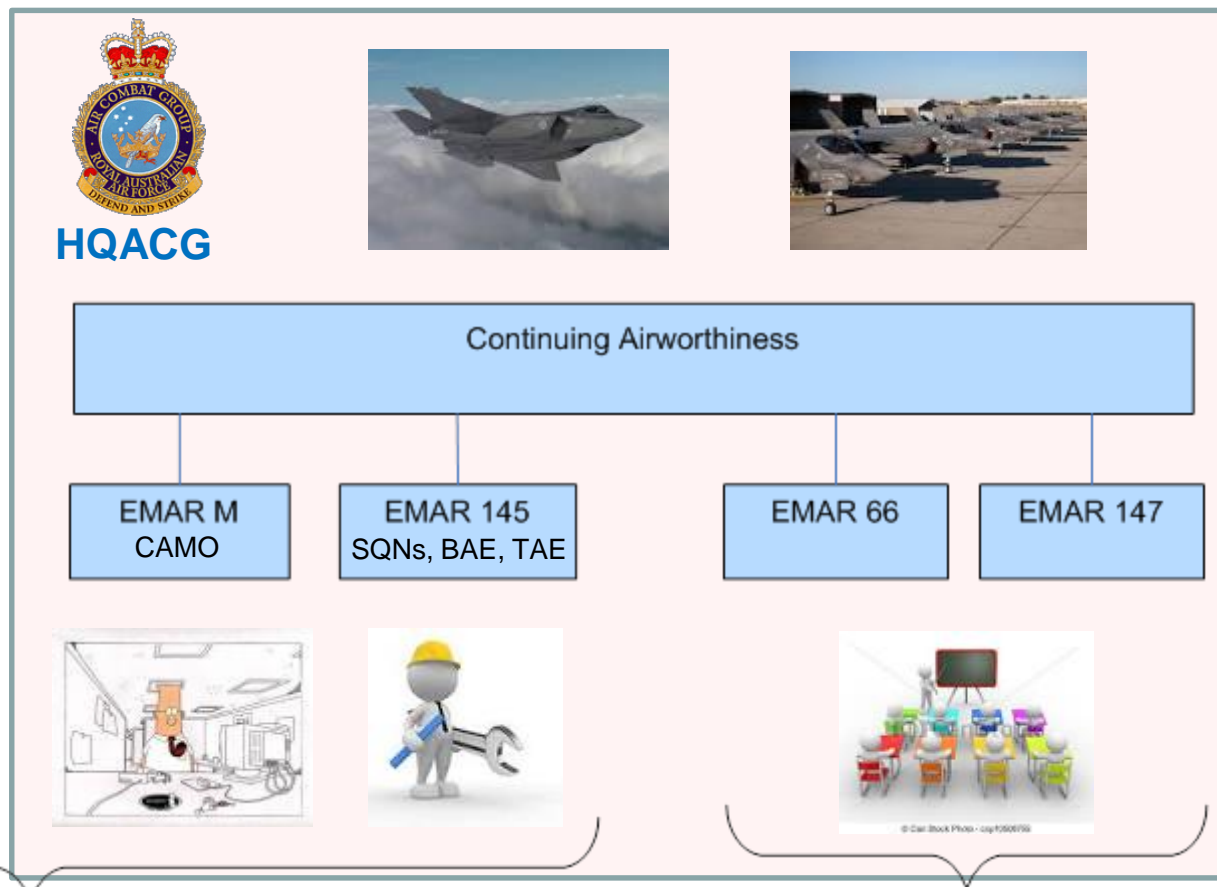 AIR COMBAT GROUP
ROYAL AUSTRALIAN
AIR FORCE
DEFEND AND STRIKE
HQACG
Continuing Airworthiness
EMAR M
CAMO
EMAR 145
SQNs, BAE, TAE
EMAR 66
EMAR 147